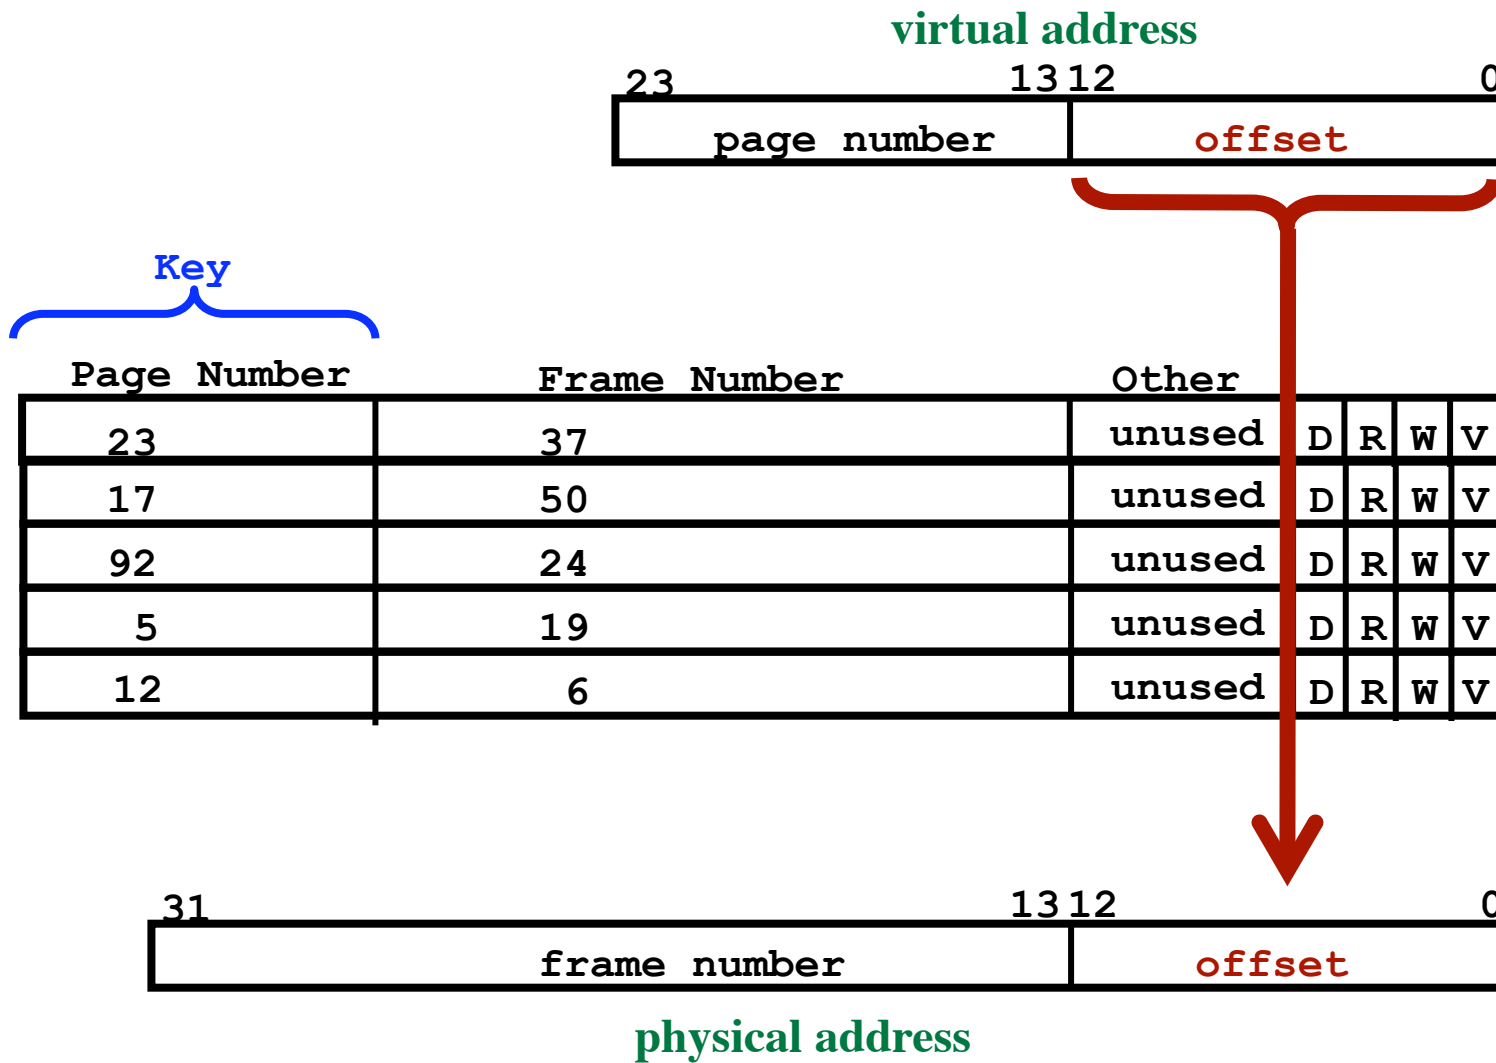 virtual address
23 13 12 0
page number offset
Key
Page Number Frame Number Other
23 37 unused D R W V
17 50 unused D R W V
92 24 unused D R W V
5 19 unused D R W V
12 6 unused D R W V
31 13 12 0
frame number offset
physical address